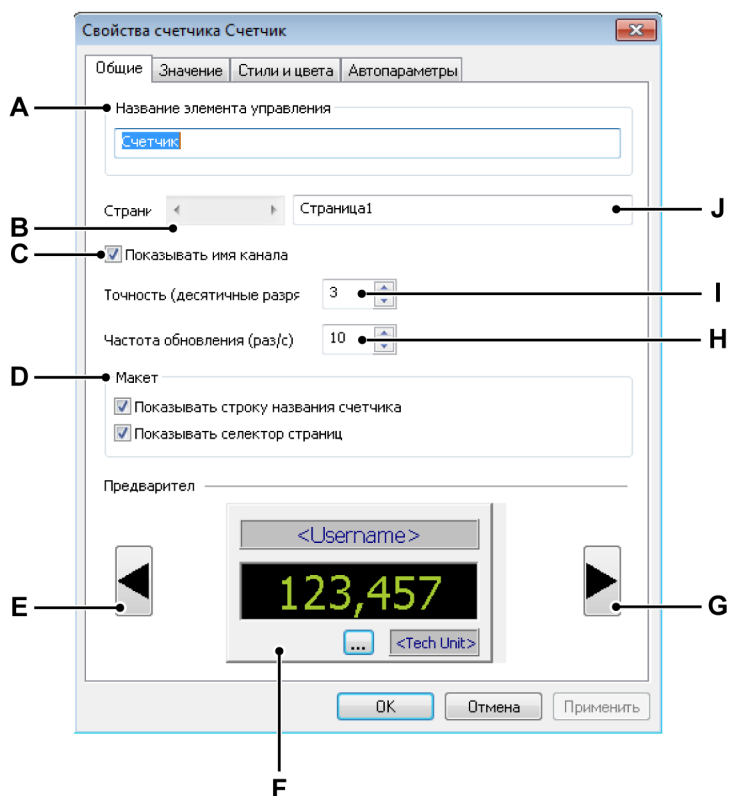 Свойства счетчика Счетчик
Общие Значение Стили и цвета Автопараметры
A Название элемента управления
Счетчик
Страни Страница1 J
B
C Показывать имя канала
Точность (десятичные разря 3 I
Частота обновления (раз/с) 10 H
D Макет
Показывать строку названия счетчика
Показывать селектор страниц
Предварител
<Username>
123,457
E G
... <Tech Unit>
OK Отмена Применить
F